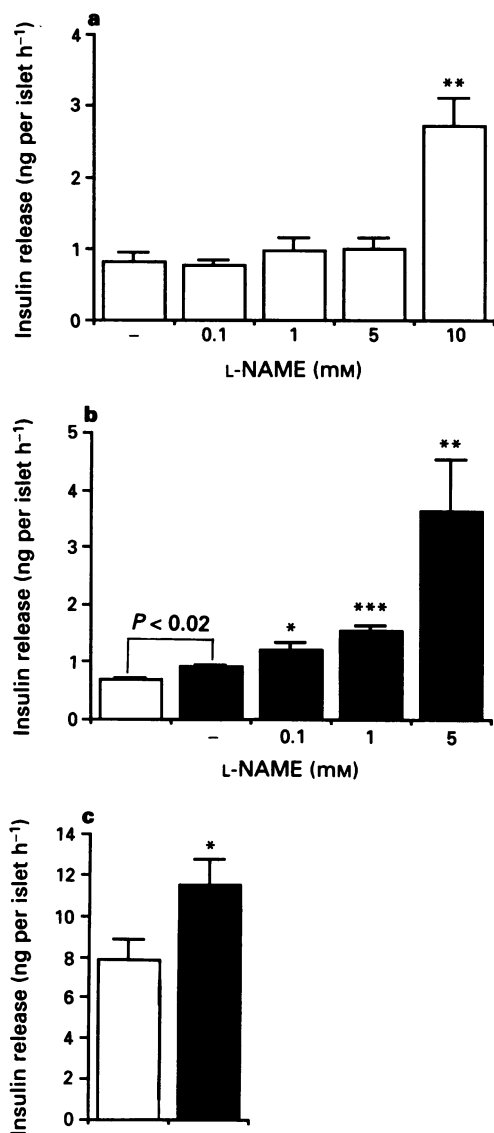 a
Insulin release (ng per islet h⁻¹)
4
3
2
1
0
**
– 0.1 1 5 10
L-NAME (mM)
b
Insulin release (ng per islet h⁻¹)
5
4
3
2
1
0
P < 0.02
*
***
**
– 0.1 1 5
L-NAME (mM)
c
Insulin release (ng per islet h⁻¹)
14
12
10
8
6
4
2
0
*